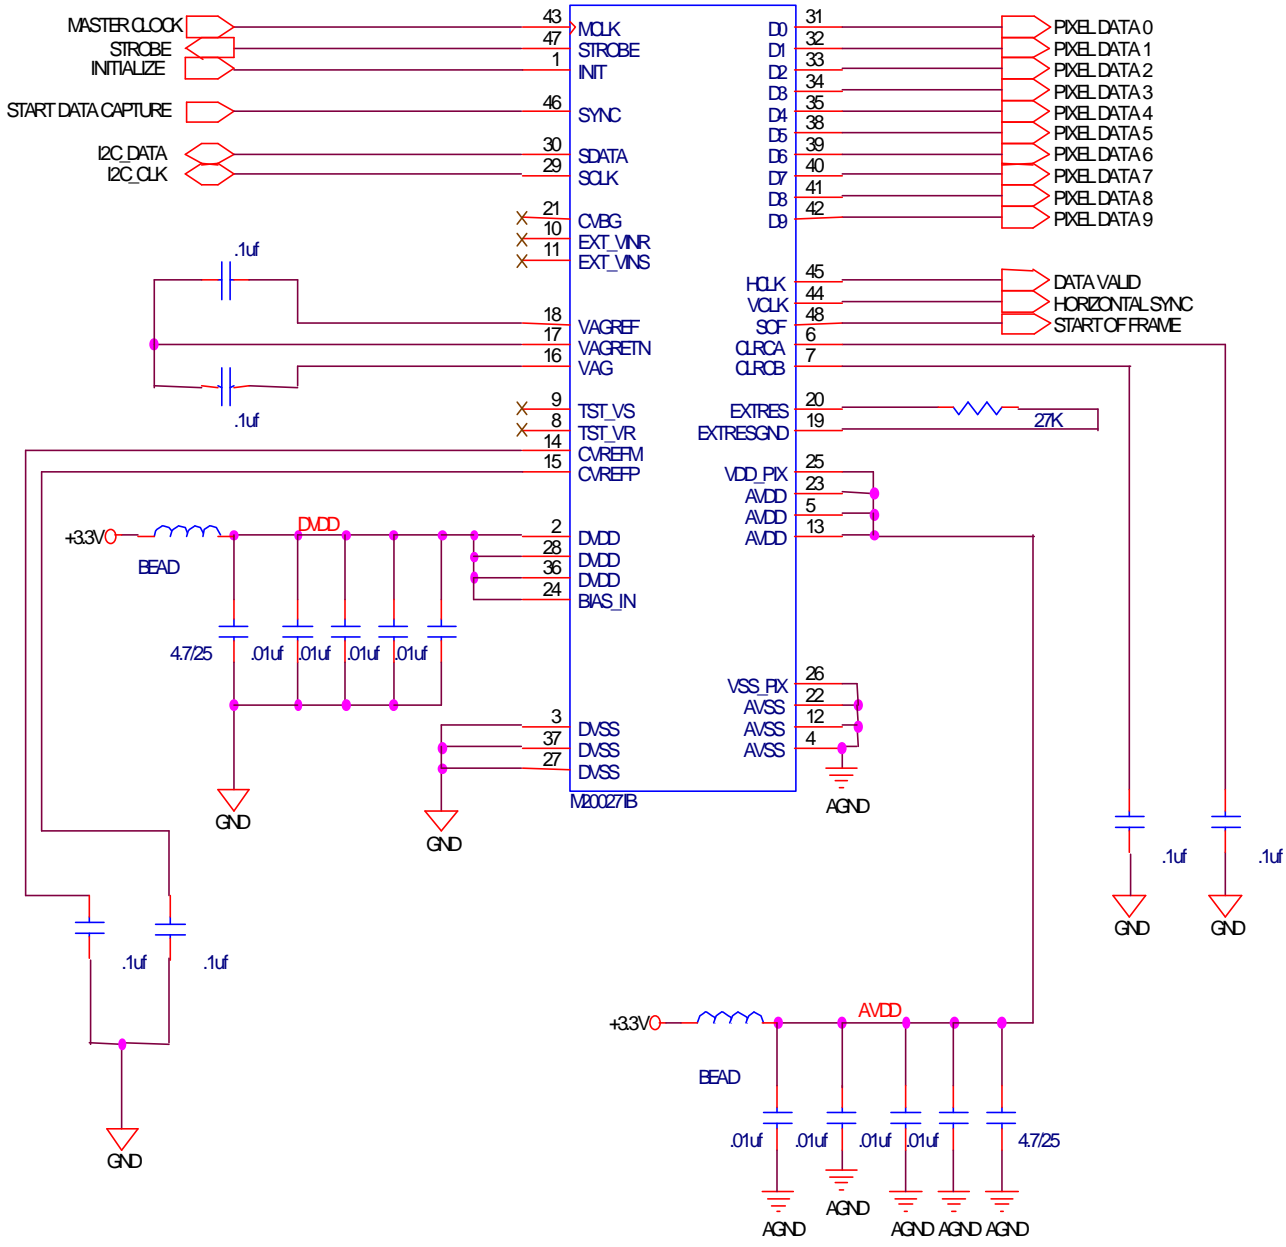 MASTER CLOCK 43 MCLK
STROBE 47 STROBE
INITIALIZE 1 INIT
START DATA CAPTURE 46 SYNC
I2C_DATA 30 SDATA
I2C_CLK 29 SCLK
21 CVBG
10 EXT_VINR
11 EXT_VINS
.1uf
18 VAGREF
17 VAGRETN
16 VAG
.1uf
9 TST_VS
8 TST_VR
14 CVREFM
15 CVREFP
+3.3V BEAD DVDD
2 DVDD
28 DVDD
36 DVDD
24 BIAS_IN
4.7/25 .01uf .01uf .01uf .01uf
3 DVSS
37 DVSS
27 DVSS
GND
GND
M20027IB
D0 31 PIXEL DATA 0
D1 32 PIXEL DATA 1
D2 33 PIXEL DATA 2
D3 34 PIXEL DATA 3
D4 35 PIXEL DATA 4
D5 38 PIXEL DATA 5
D6 39 PIXEL DATA 6
D7 40 PIXEL DATA 7
D8 41 PIXEL DATA 8
D9 42 PIXEL DATA 9
HCLK 45 DATA VALID
VCLK 44 HORIZONTAL SYNC
SOF 48 START OF FRAME
CLRCA 6
CLRCB 7
EXTRES 20
27K
EXTRESGND 19
VDD_PIX 25
AVDD 23
AVDD 5
AVDD 13
VSS_PIX 26
AVSS 22
AVSS 12
AVSS 4
AGND
.1uf .1uf
GND GND
.1uf .1uf
GND
+3.3V BEAD AVDD
.01uf .01uf .01uf .01uf 4.7/25
AGND AGND AGND AGND AGND